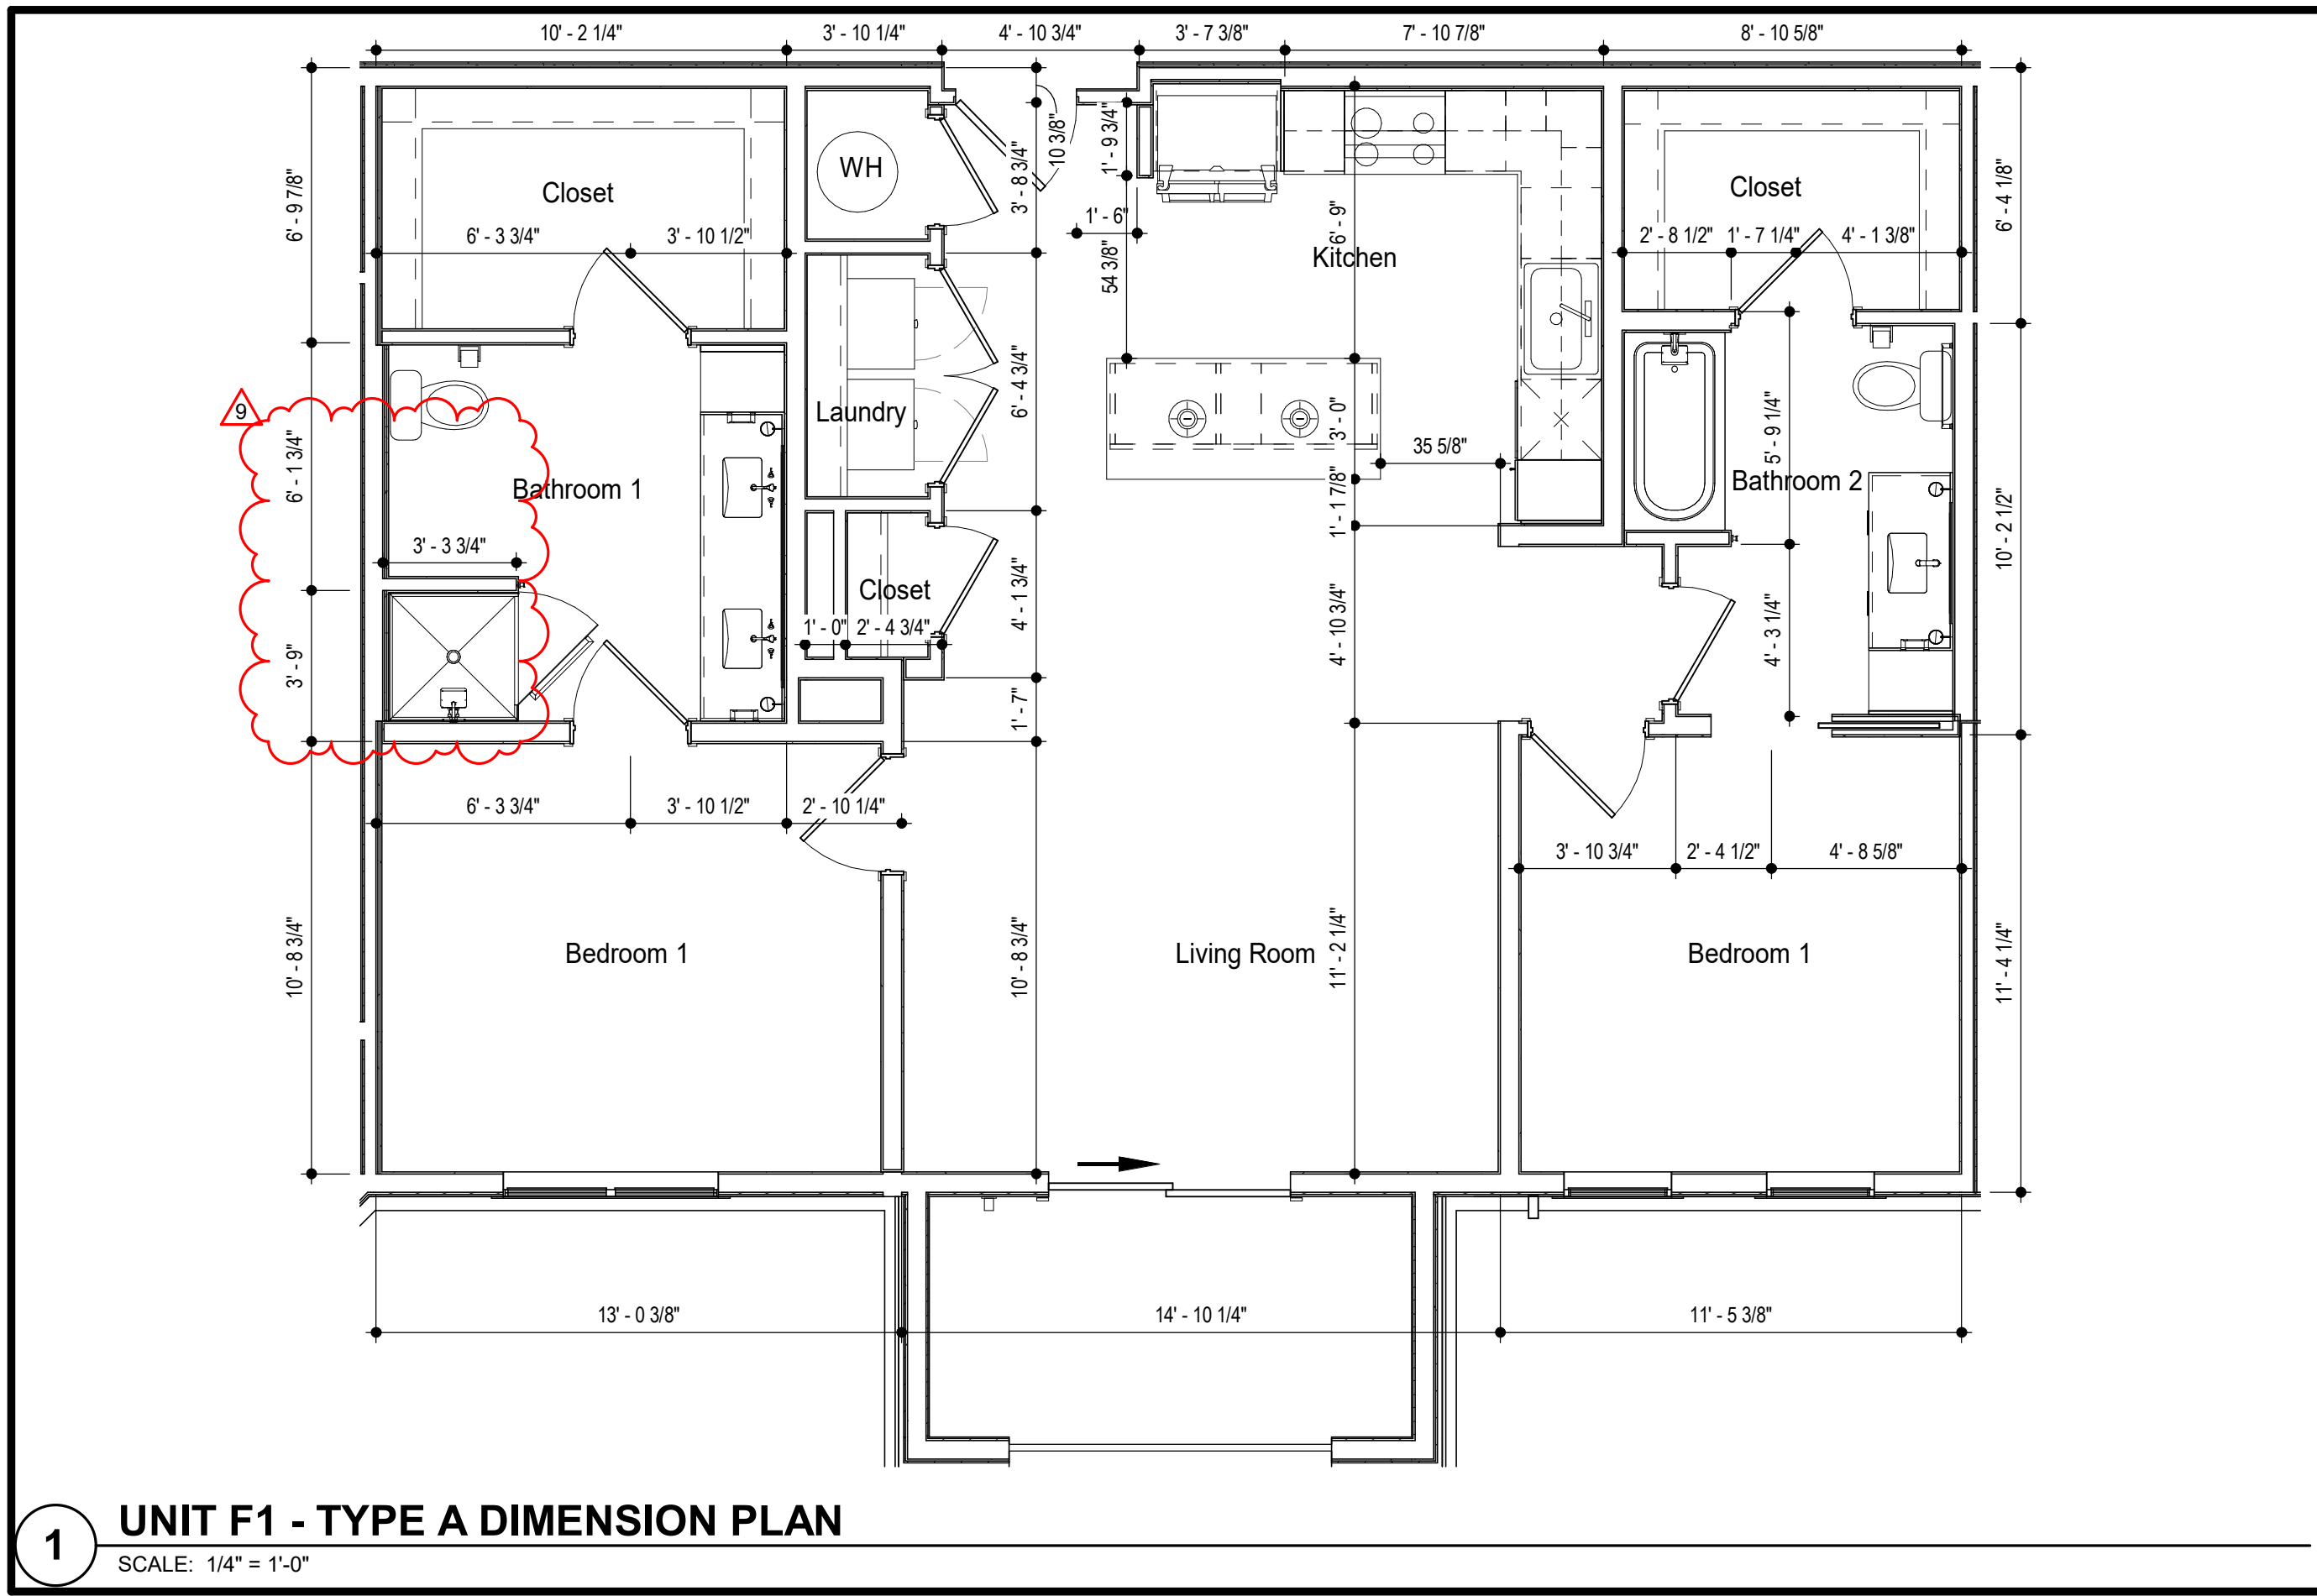 10' - 2 1/4" 3' - 10 1/4" 4' - 10 3/4" 3' - 7 3/8" 7' - 10 7/8" 8' - 10 5/8"
6' - 9 7/8"
6' - 1 3/4"
3' - 9"
10' - 8 3/4"
9
Closet
6' - 3 3/4" 3' - 10 1/2"
WH
3' - 8 3/4"
10 3/8"
1' - 9 3/4"
1' - 6"
54 3/8"
6' - 9"
Kitchen
Closet
2' - 8 1/2" 1' - 7 1/4" 4' - 1 3/8"
6' - 4 1/8"
Laundry
6' - 4 3/4"
3' - 0"
35 5/8"
1' - 1 7/8"
5' - 9 1/4"
Bathroom 1
Bathroom 2
10' - 2 1/2"
3' - 3 3/4"
Closet
1' - 0" 2' - 4 3/4"
4' - 1 3/4"
4' - 10 3/4"
4' - 3 1/4"
1' - 7"
6' - 3 3/4" 3' - 10 1/2" 2' - 10 1/4"
3' - 10 3/4" 2' - 4 1/2" 4' - 8 5/8"
Bedroom 1
10' - 8 3/4"
Living Room
11' - 2 1/4"
Bedroom 1
11' - 4 1/4"
13' - 0 3/8" 14' - 10 1/4" 11' - 5 3/8"
1
UNIT F1 - TYPE A DIMENSION PLAN
SCALE: 1/4" = 1'-0"